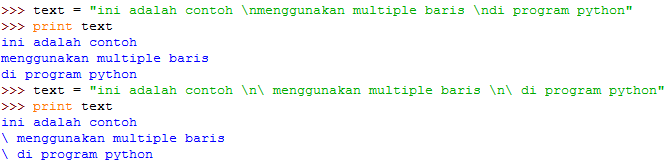 >>> text = "ini adalah contoh \nmenggunakan multiple baris \ndi program python"
>>> print text
ini adalah contoh
menggunakan multiple baris
di program python
>>> text = "ini adalah contoh \n\ menggunakan multiple baris \n\ di program python"
>>> print text
ini adalah contoh
\ menggunakan multiple baris
\ di program python